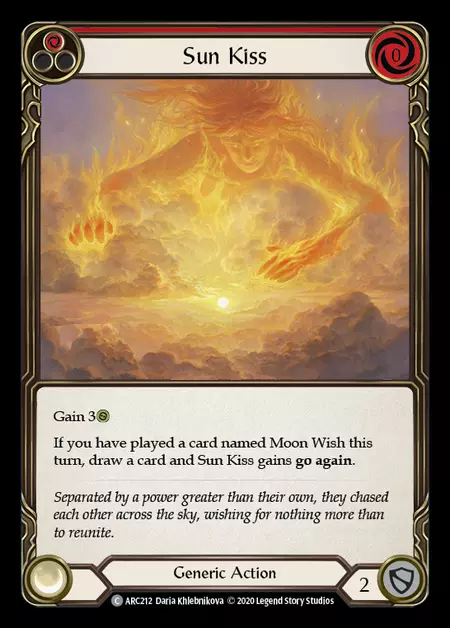 Sun Kiss
0
Gain 3
If you have played a card named Moon Wish this
turn, draw a card and Sun Kiss gains go again.
Separated by a power greater than their own, they chased
each other across the sky, wishing for nothing more than
to reunite.
Generic Action
2
C ARC212 Daria Khlebnikova © 2020 Legend Story Studios